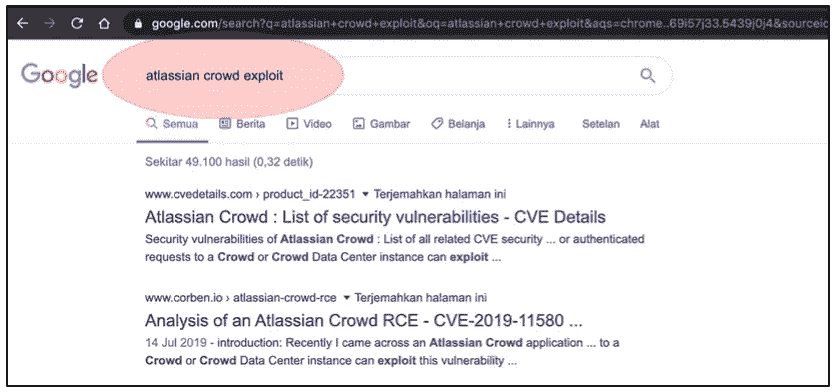 google.com/search?q=atlassian+crowd+exploit&oq=atlassian+crowd+exploit&aqs=chrome..69i57j33.5439j0j4&sourceid
Google
atlassian crowd exploit
Semua Berita Video Gambar Belanja Lainnya Setelan Alat
Sekitar 49.100 hasil (0,32 detik)
www.cvedetails.com › product_id-22351 Terjemahkan halaman ini
Atlassian Crowd : List of security vulnerabilities - CVE Details
Security vulnerabilities of Atlassian Crowd : List of all related CVE security ... or authenticated
requests to a Crowd or Crowd Data Center instance can exploit ...
www.corben.io › atlassian-crowd-rce Terjemahkan halaman ini
Analysis of an Atlassian Crowd RCE - CVE-2019-11580 ...
14 Jul 2019 - introduction: Recently I came across an Atlassian Crowd application ... to a
Crowd or Crowd Data Center instance can exploit this vulnerability ...